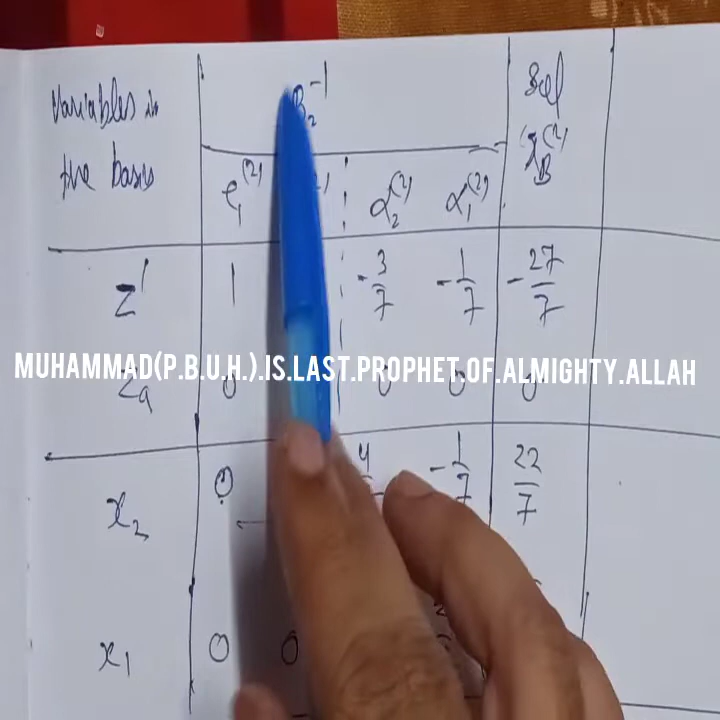 Variables in B₂⁻¹ Sol
the basis e₁⁽²⁾ α₂⁽²⁾ α₁⁽²⁾ X_B⁽²⁾
Z' 1 -3/7 -1/7 -27/7
MUHAMMAD(P.B.U.H.).IS.LAST.PROPHET.OF.ALMIGHTY.ALLAH
Zₐ 0 0 0 0
x₂ 0 -1/7 22/7
x₁ 0 0